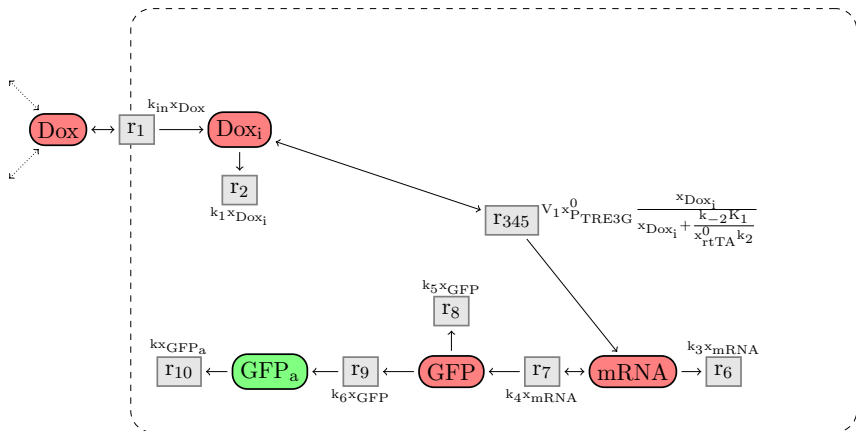 k_in x_Dox
Dox r_1 Dox_i
r_2
k_1 x_Dox_i
r_345 V_1 x^0_P_TRE3G x_Dox_i / (x_Dox_i + k_−2 K_1 / (x^0_rtTA k_2))
k_5 x_GFP
r_8
kx_GFP_a k_3 x_mRNA
r_10 GFP_a r_9 GFP r_7 mRNA r_6
k_6 x_GFP k_4 x_mRNA